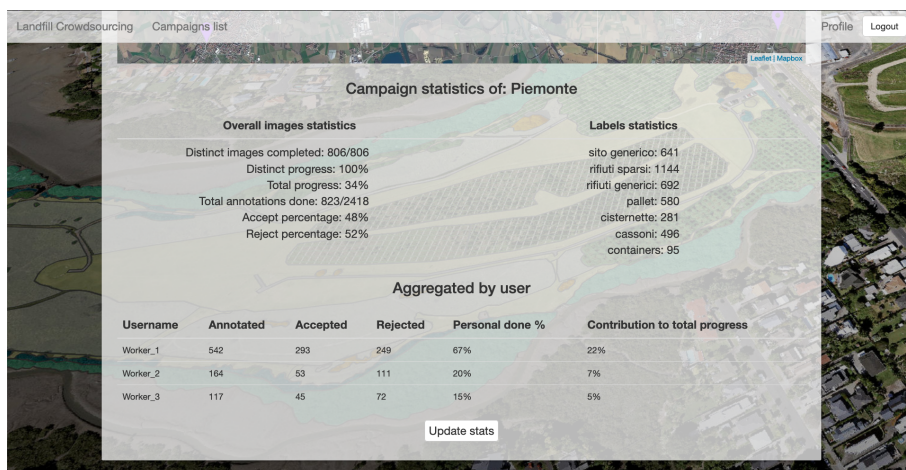 Landfill Crowdsourcing Campaigns list Profile Logout
Leaflet | Mapbox
Campaign statistics of: Piemonte
Overall images statistics
Distinct images completed: 806/806
Distinct progress: 100%
Total progress: 34%
Total annotations done: 823/2418
Accept percentage: 48%
Reject percentage: 52%
Labels statistics
sito generico: 641
rifiuti sparsi: 1144
rifiuti generici: 692
pallet: 580
cisternette: 281
cassoni: 496
containers: 95
Aggregated by user
Username Annotated Accepted Rejected Personal done % Contribution to total progress
Worker_1 542 293 249 67% 22%
Worker_2 164 53 111 20% 7%
Worker_3 117 45 72 15% 5%
Update stats